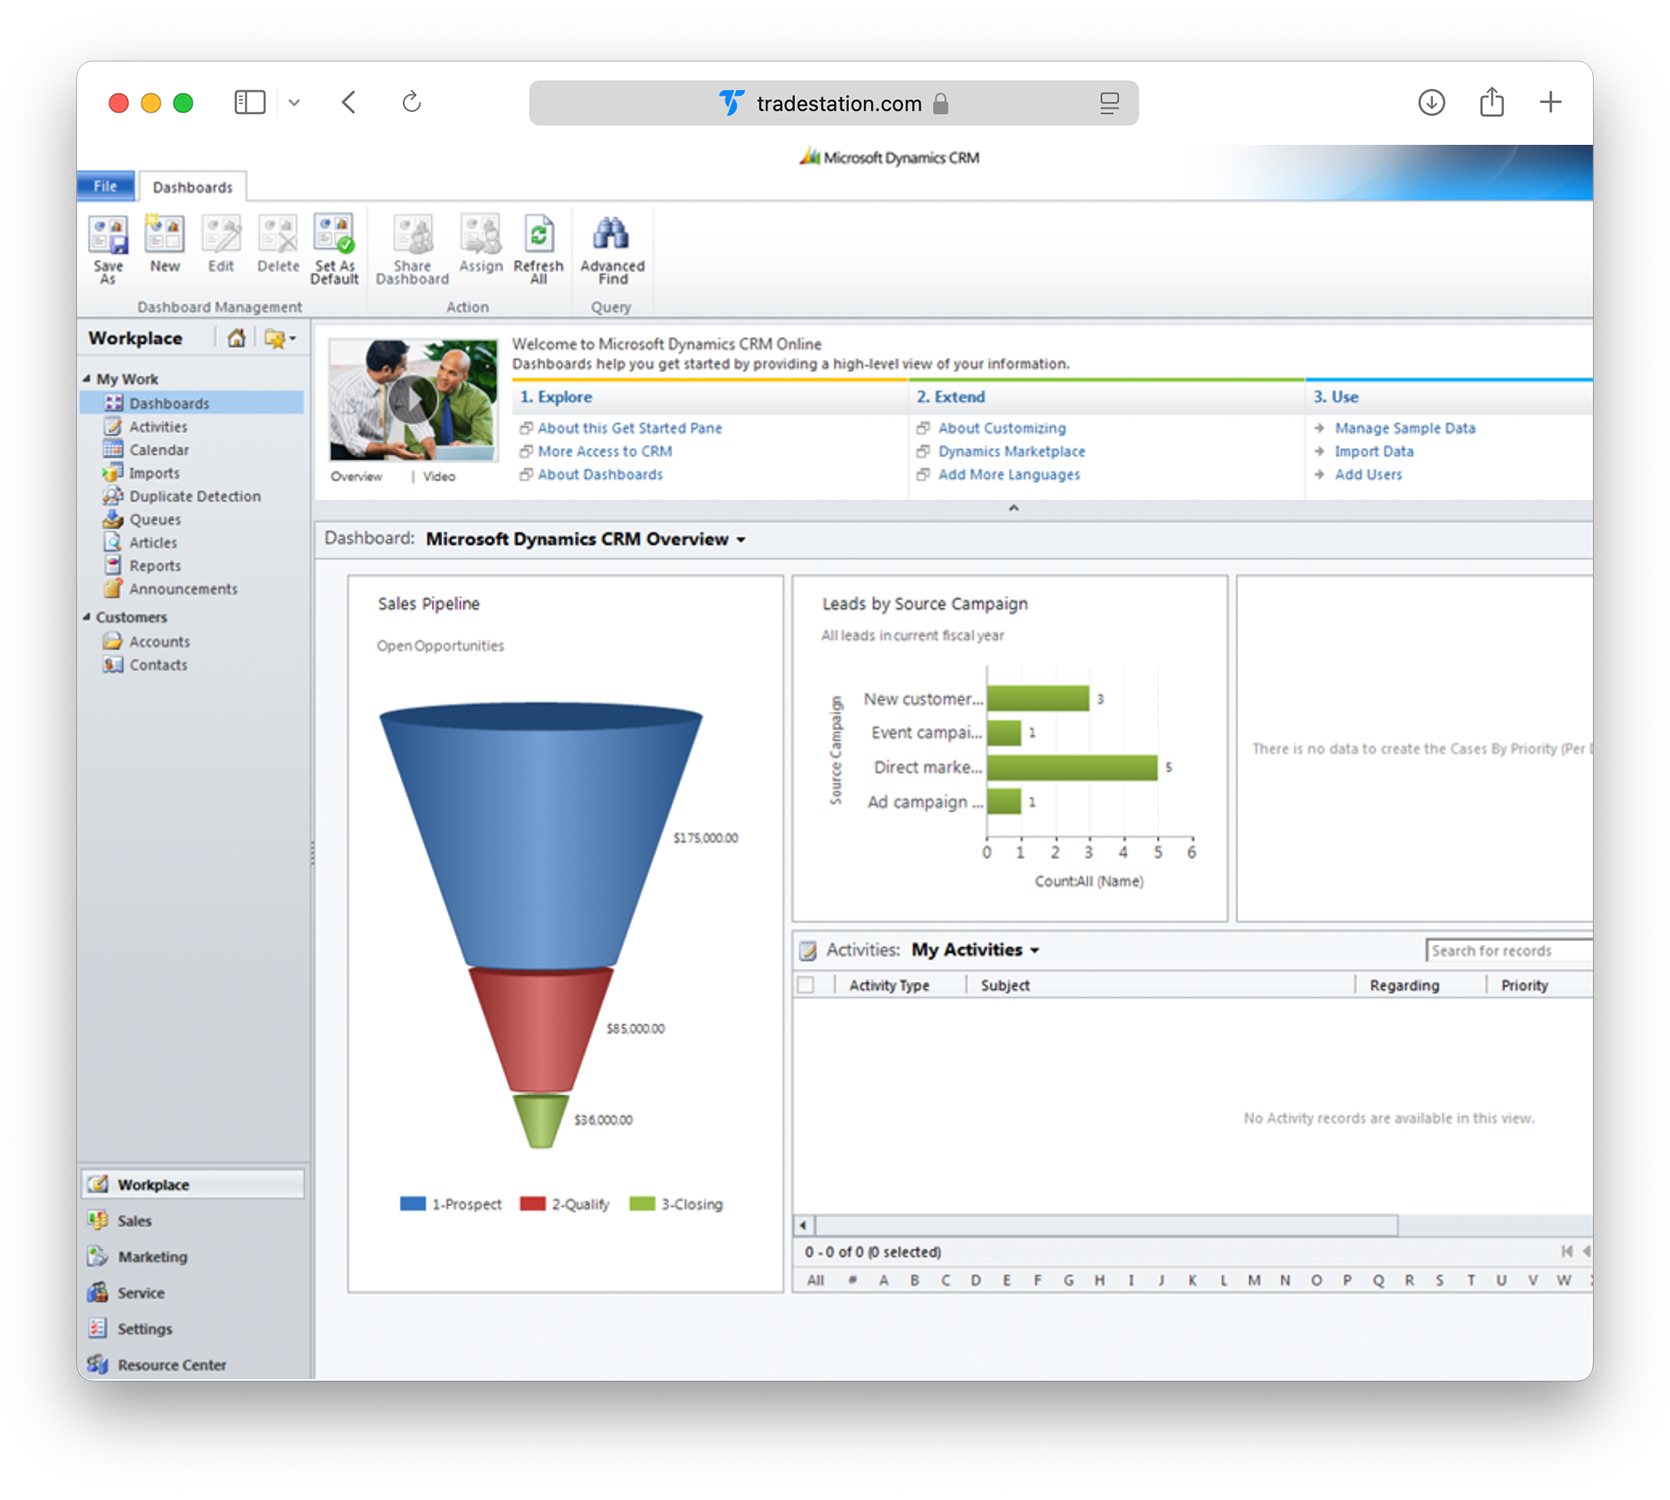 tradestation.com
Microsoft Dynamics CRM
File
Dashboards
Save As
New
Edit
Delete
Set As Default
Share Dashboard
Assign
Refresh All
Advanced Find
Dashboard Management
Action
Query
Workplace
My Work
Dashboards
Activities
Calendar
Imports
Duplicate Detection
Queues
Articles
Reports
Announcements
Customers
Accounts
Contacts
Workplace
Sales
Marketing
Service
Settings
Resource Center
Welcome to Microsoft Dynamics CRM Online
Dashboards help you get started by providing a high-level view of your information.
Overview | Video
1. Explore
About this Get Started Pane
More Access to CRM
About Dashboards
2. Extend
About Customizing
Dynamics Marketplace
Add More Languages
3. Use
Manage Sample Data
Import Data
Add Users
Dashboard: Microsoft Dynamics CRM Overview
Sales Pipeline
Open Opportunities
$175,000.00
$85,000.00
$36,000.00
1-Prospect 2-Qualify 3-Closing
Leads by Source Campaign
All leads in current fiscal year
Source Campaign
New customer... 3
Event campai... 1
Direct marke... 5
Ad campaign ... 1
0 1 2 3 4 5 6
Count:All (Name)
There is no data to create the Cases By Priority (Per
Activities: My Activities
Search for records
Activity Type Subject Regarding Priority
No Activity records are available in this view.
0 - 0 of 0 (0 selected)
All # A B C D E F G H I J K L M N O P Q R S T U V W